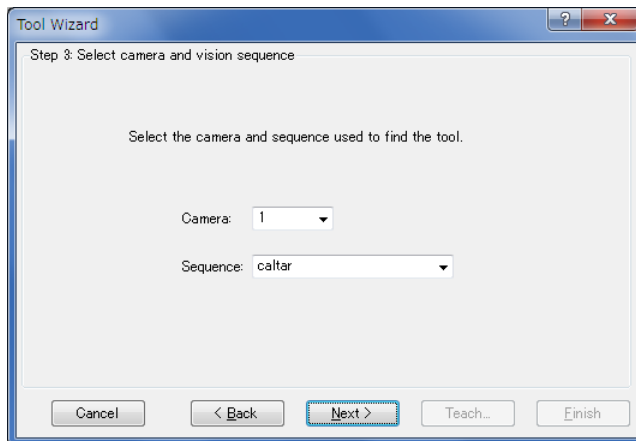 Tool Wizard
?
X
Step 3: Select camera and vision sequence
Select the camera and sequence used to find the tool.
Camera: 1
Sequence: caltar
Cancel < Back Next > Teach... Finish